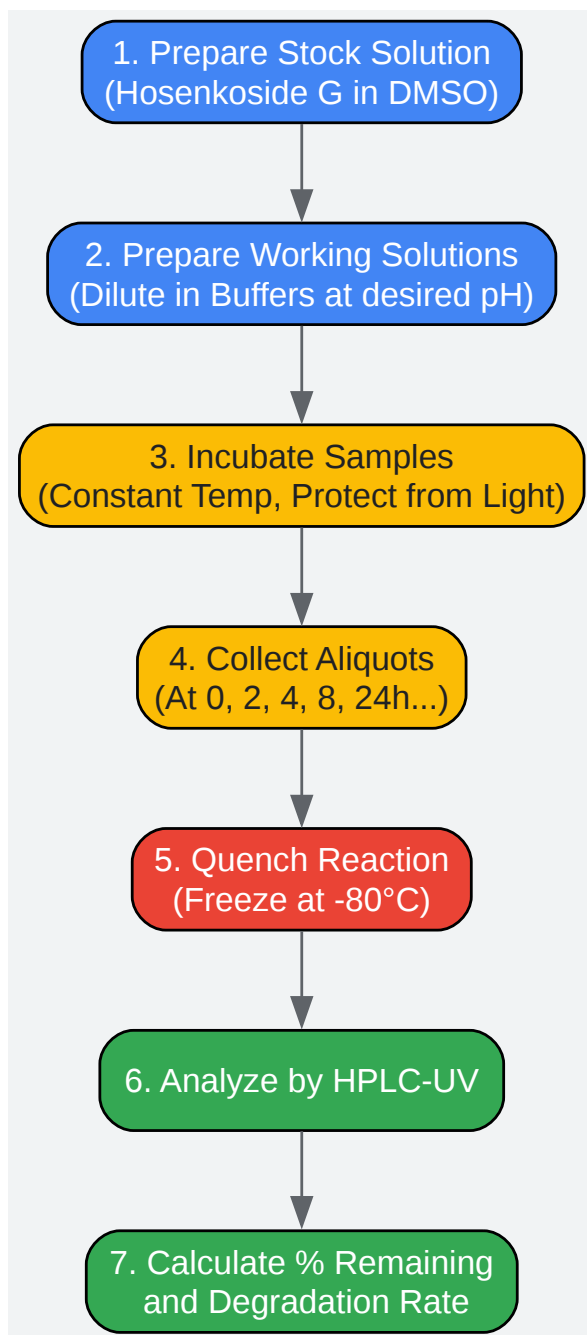 1. Prepare Stock Solution
(Hosenkoside G in DMSO)
2. Prepare Working Solutions
(Dilute in Buffers at desired pH)
3. Incubate Samples
(Constant Temp, Protect from Light)
4. Collect Aliquots
(At 0, 2, 4, 8, 24h...)
5. Quench Reaction
(Freeze at -80°C)
6. Analyze by HPLC-UV
7. Calculate % Remaining
and Degradation Rate